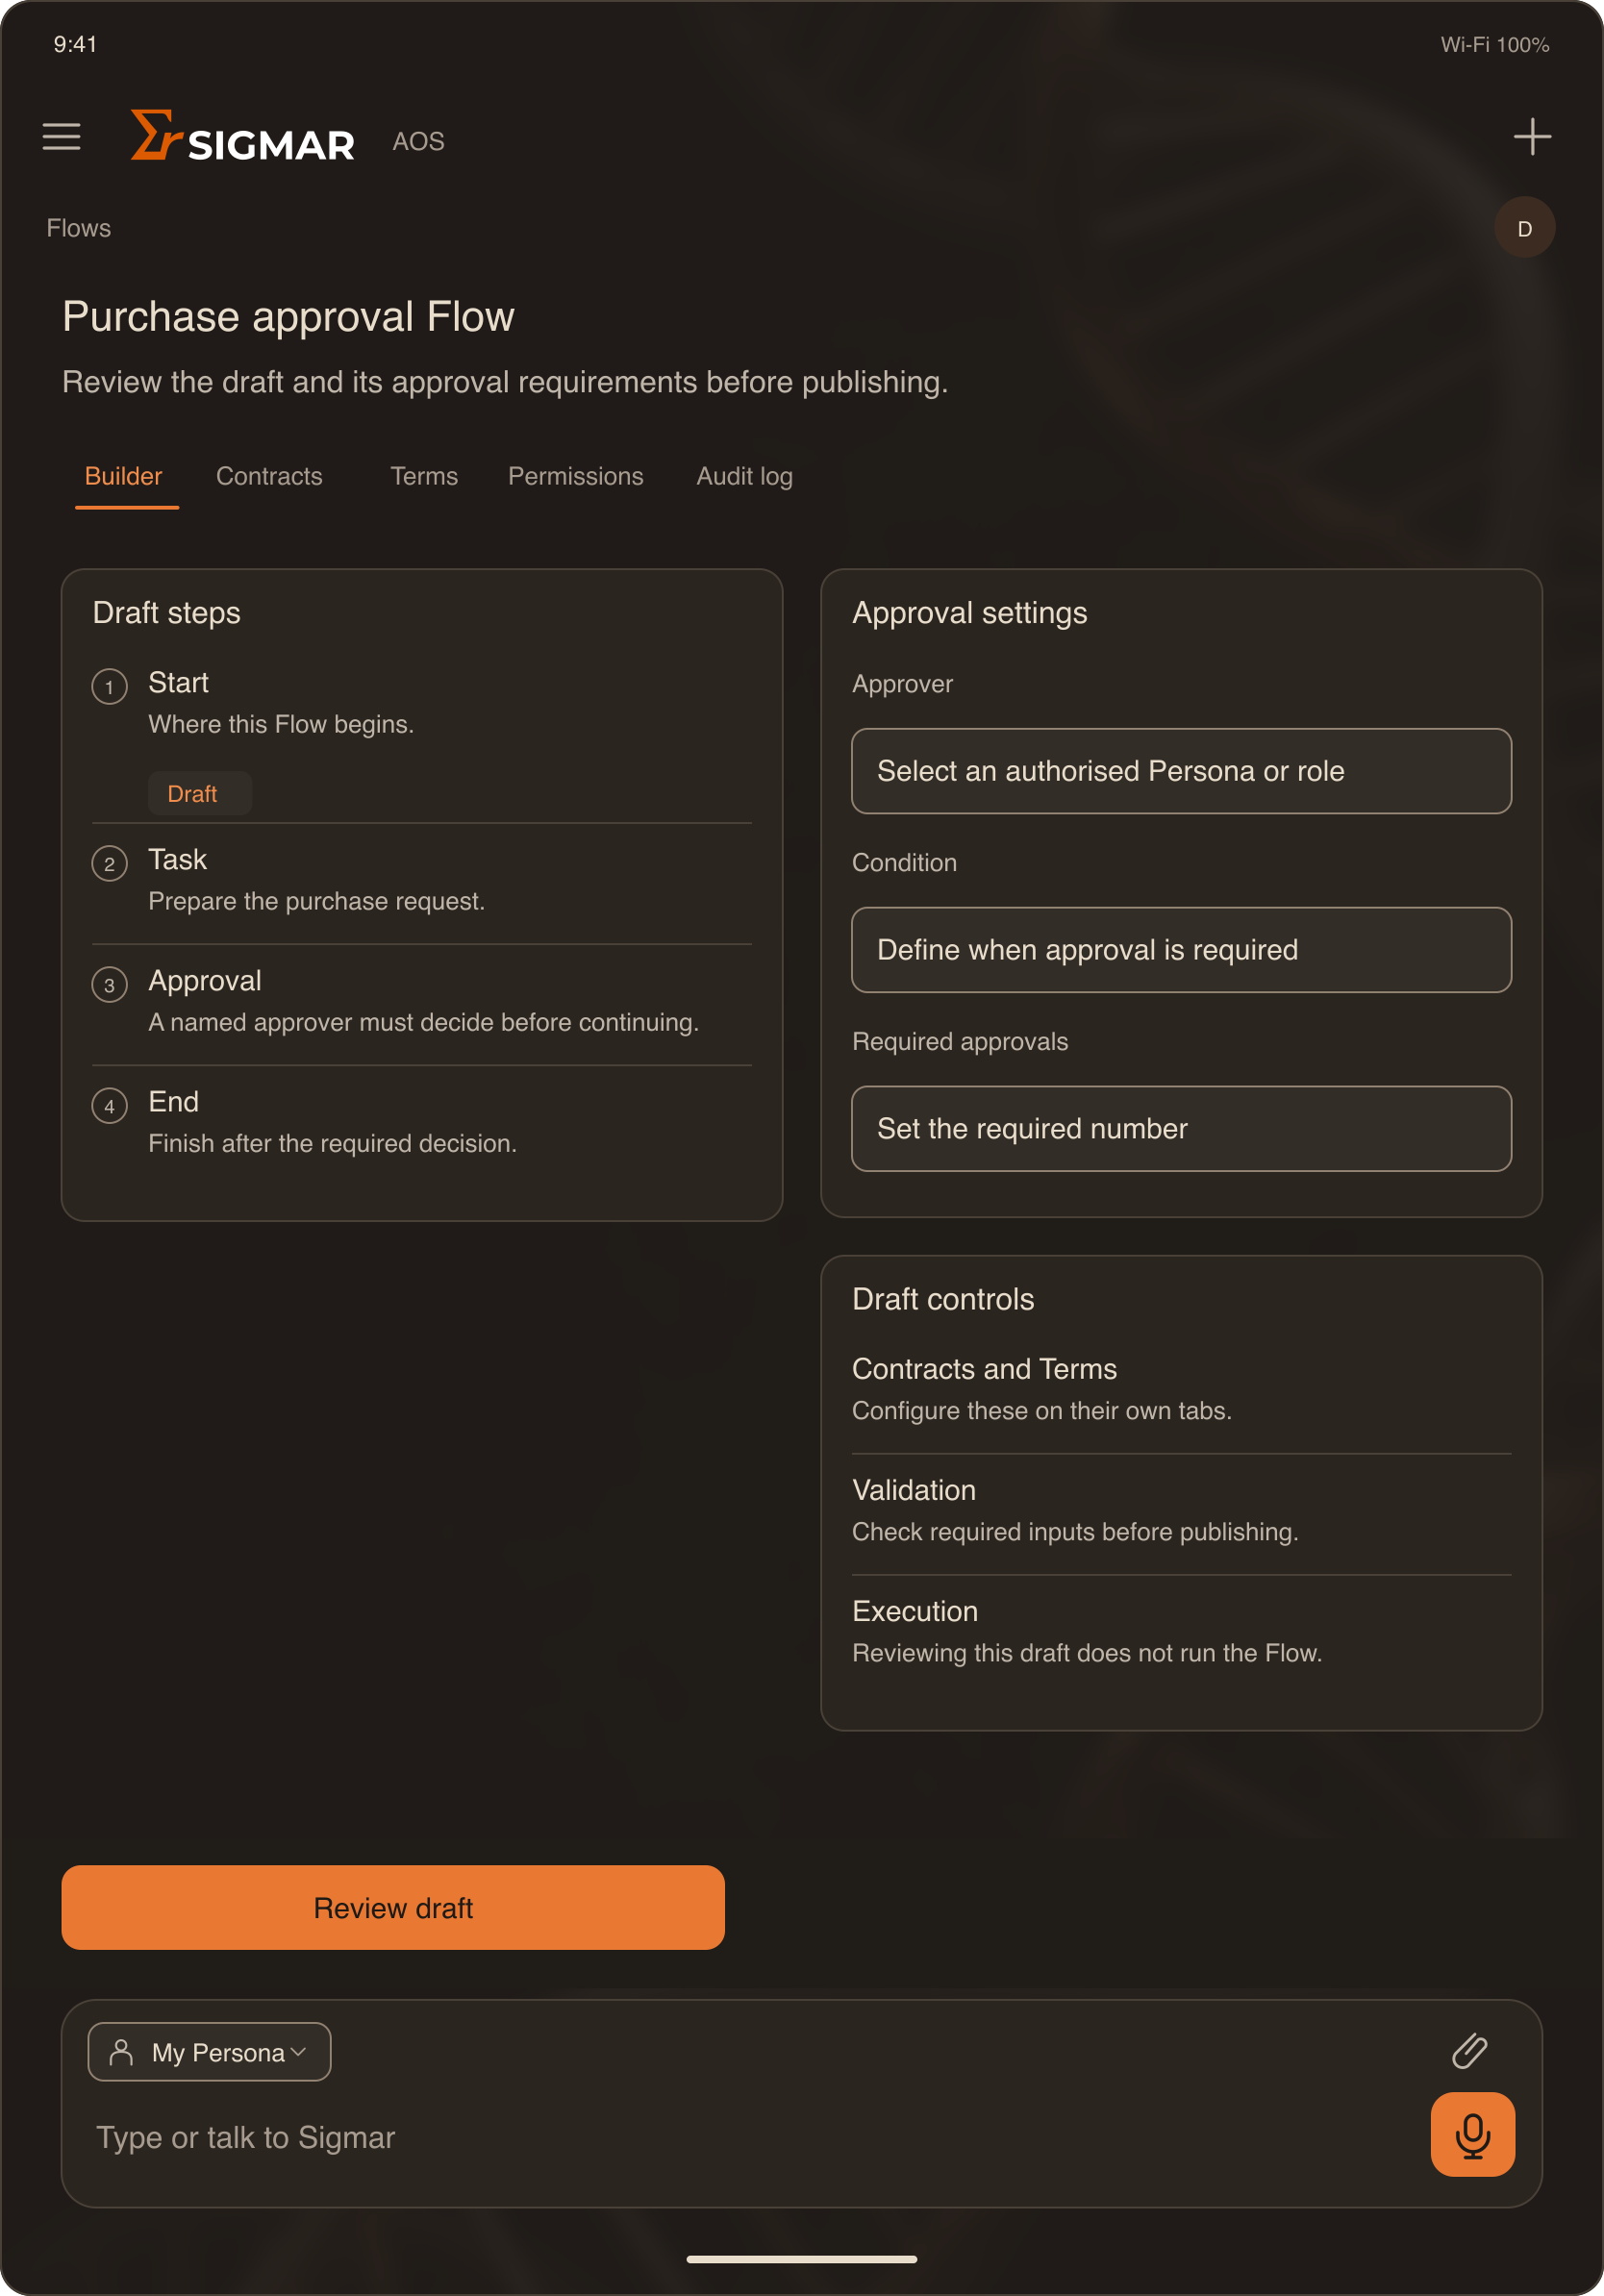 9:41
Wi-Fi 100%
Σr SIGMAR AOS
Flows
D
Purchase approval Flow
Review the draft and its approval requirements before publishing.
Builder Contracts Terms Permissions Audit log
Draft steps
1 Start
Where this Flow begins.
Draft
2 Task
Prepare the purchase request.
3 Approval
A named approver must decide before continuing.
4 End
Finish after the required decision.
Approval settings
Approver
Select an authorised Persona or role
Condition
Define when approval is required
Required approvals
Set the required number
Draft controls
Contracts and Terms
Configure these on their own tabs.
Validation
Check required inputs before publishing.
Execution
Reviewing this draft does not run the Flow.
Review draft
My Persona
Type or talk to Sigmar